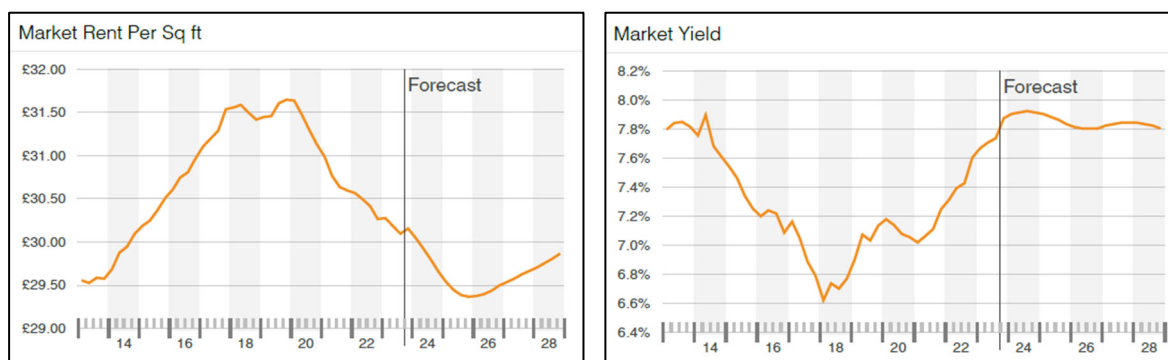 Market Rent Per Sq ft
£32.00
£31.50
£31.00
£30.50
£30.00
£29.50
£29.00
Forecast
14 16 18 20 22 24 26 28
Market Yield
8.2%
8.0%
7.8%
7.6%
7.4%
7.2%
7.0%
6.8%
6.6%
6.4%
Forecast
14 16 18 20 22 24 26 28